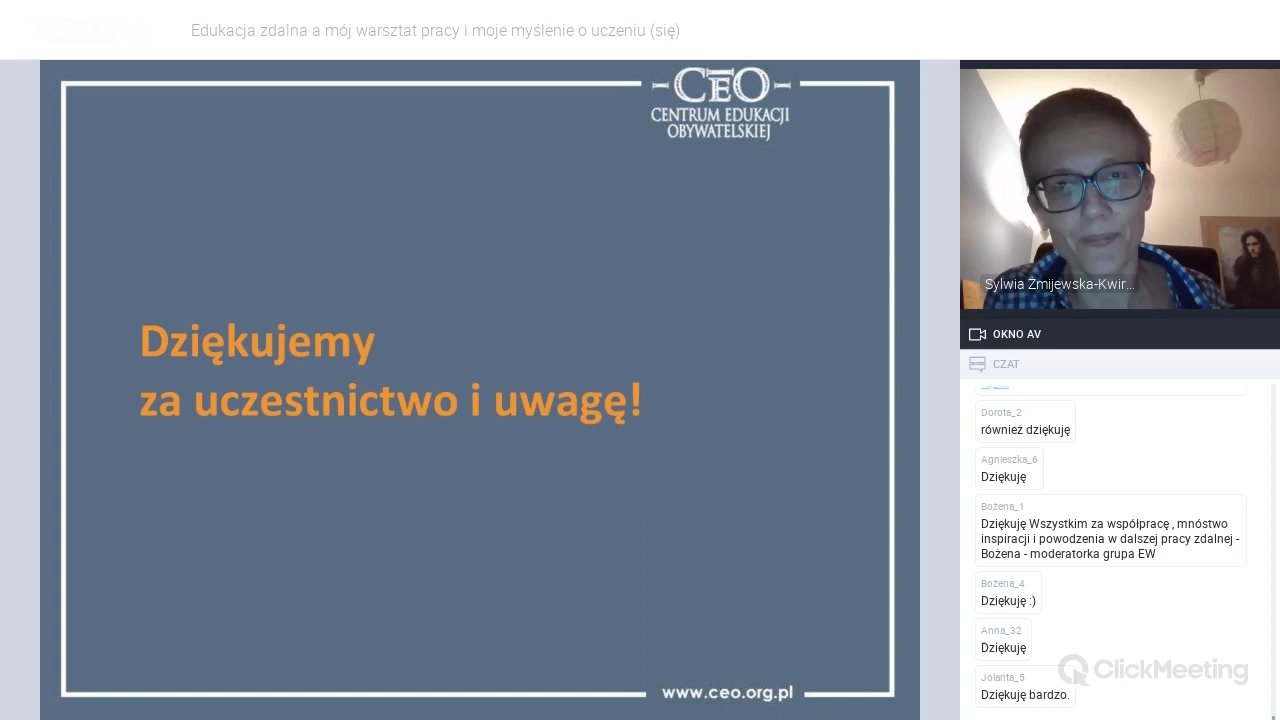 Edukacja zdalna a mój warsztat pracy i moje myślenie o uczeniu (się)
CEO
CENTRUM EDUKACJI
OBYWATELSKIEJ
Dziękujemy
za uczestnictwo i uwagę!
www.ceo.org.pl
Sylwia Żmijewska-Kwir...
OKNO AV
CZAT
Dorota_2
również dziękuję
Agnieszka_6
Dziękuję
Bożena_1
Dziękuję Wszystkim za współpracę , mnóstwo
inspiracji i powodzenia w dalszej pracy zdalnej -
Bożena - moderatorka grupa EW
Bożena_4
Dziękuję :)
Anna_32
Dziękuję
Jolanta_5
Dziękuję bardzo.
ClickMeeting